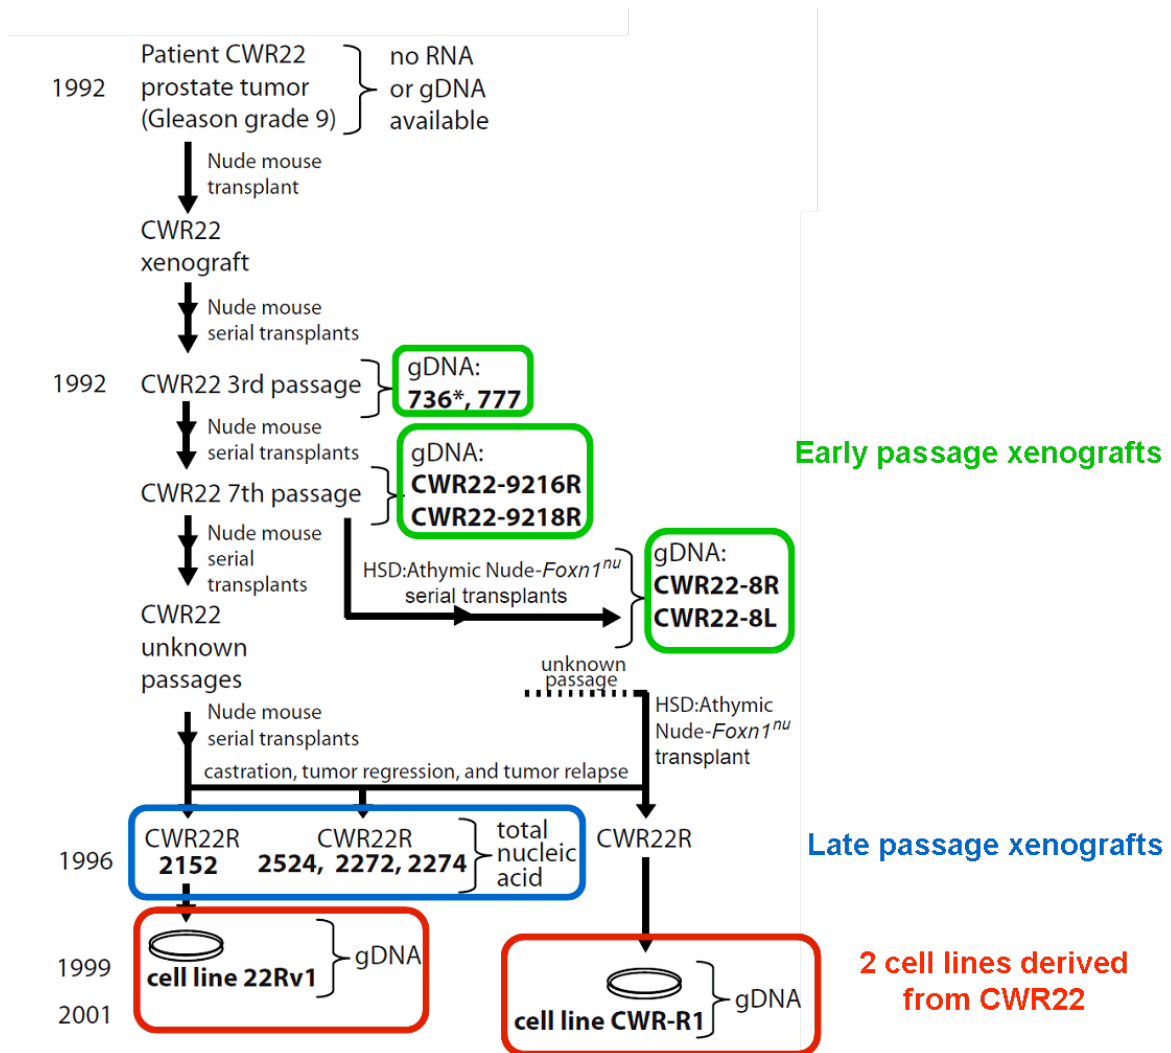 Patient CWR22
prostate tumor
(Gleason grade 9)
no RNA
or gDNA
available
1992
Nude mouse
transplant
CWR22
xenograft
Nude mouse
serial transplants
1992
CWR22 3rd passage
gDNA:
736*, 777
Nude mouse
serial transplants
Early passage xenografts
CWR22 7th passage
gDNA:
CWR22-9216R
CWR22-9218R
Nude mouse
serial
transplants
HSD:Athymic Nude-Foxn1nu
serial transplants
gDNA:
CWR22-8R
CWR22-8L
CWR22
unknown
passages
unknown
passage
HSD:Athymic
Nude-Foxn1nu
transplant
Nude mouse
serial transplants
castration, tumor regression, and tumor relapse
1996
CWR22R
2152
CWR22R
2524, 2272, 2274
total
nucleic
acid
CWR22R
Late passage xenografts
1999
2001
cell line 22Rv1
gDNA
cell line CWR-R1
gDNA
2 cell lines derived
from CWR22